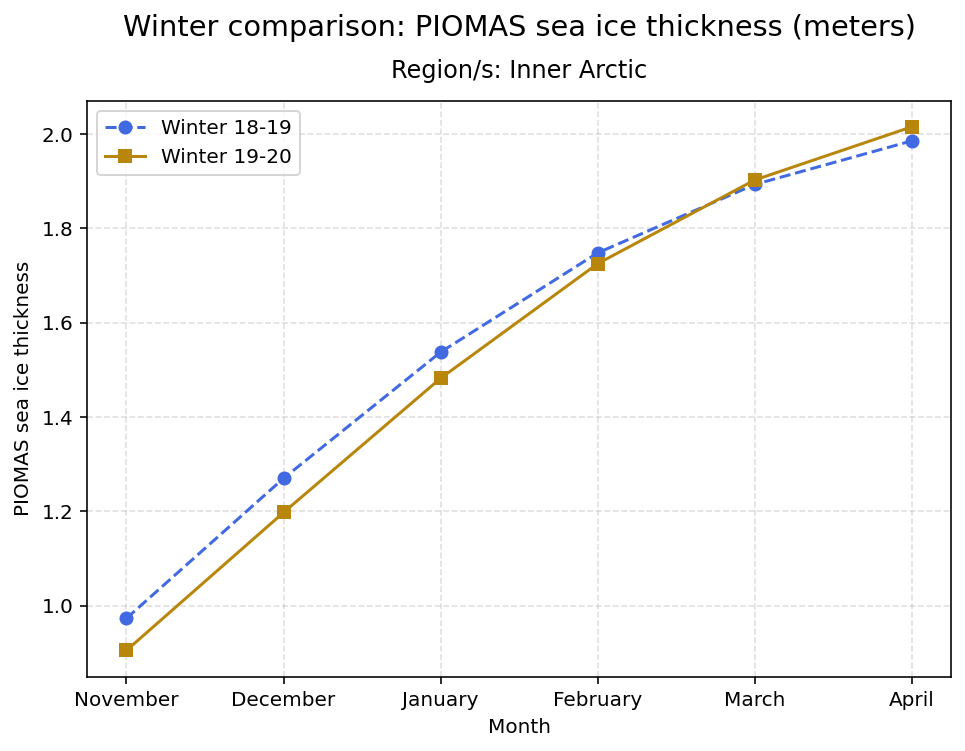 Winter comparison: PIOMAS sea ice thickness (meters)
Region/s: Inner Arctic
Winter 18-19
Winter 19-20
PIOMAS sea ice thickness
2.0
1.8
1.6
1.4
1.2
1.0
November December January February March April
Month